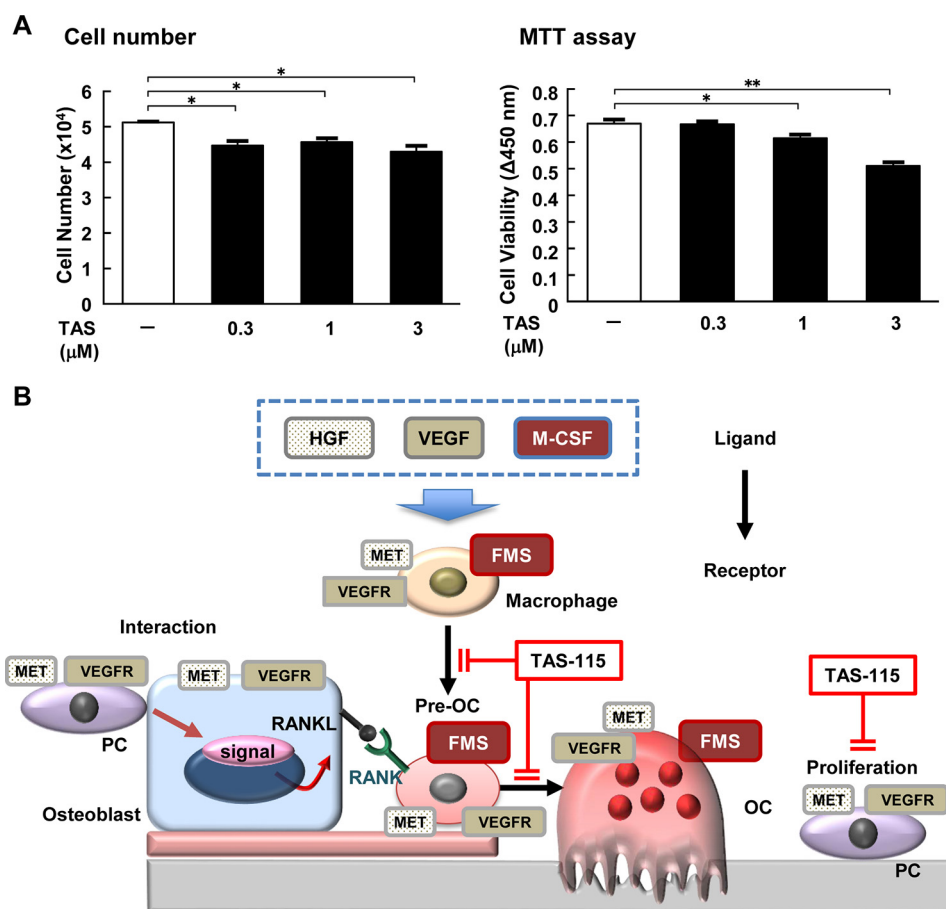 A
Cell number
Cell Number (x10⁴)
6
5
4
3
2
1
0
*
*
*
TAS
(μM)
—
0.3
1
3
MTT assay
Cell Viability (Δ450 nm)
0.7
0.6
0.5
0.4
0.3
0.2
0.1
0
**
*
TAS
(μM)
—
0.3
1
3
B
HGF
VEGF
M-CSF
Ligand
Receptor
MET
FMS
VEGFR
Macrophage
Interaction
TAS-115
TAS-115
MET
VEGFR
MET
VEGFR
Pre-OC
MET
RANKL
FMS
FMS
VEGFR
PC
signal
RANK
Proliferation
Osteoblast
OC
MET
VEGFR
MET
VEGFR
PC